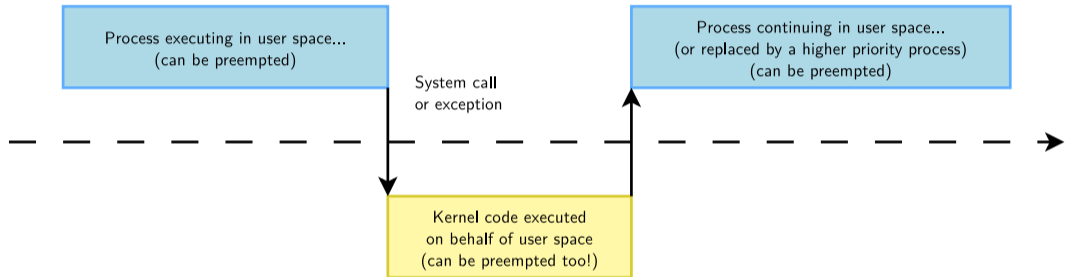 Process executing in user space...
(can be preempted)
System call
or exception
Process continuing in user space...
(or replaced by a higher priority process)
(can be preempted)
Kernel code executed
on behalf of user space
(can be preempted too!)